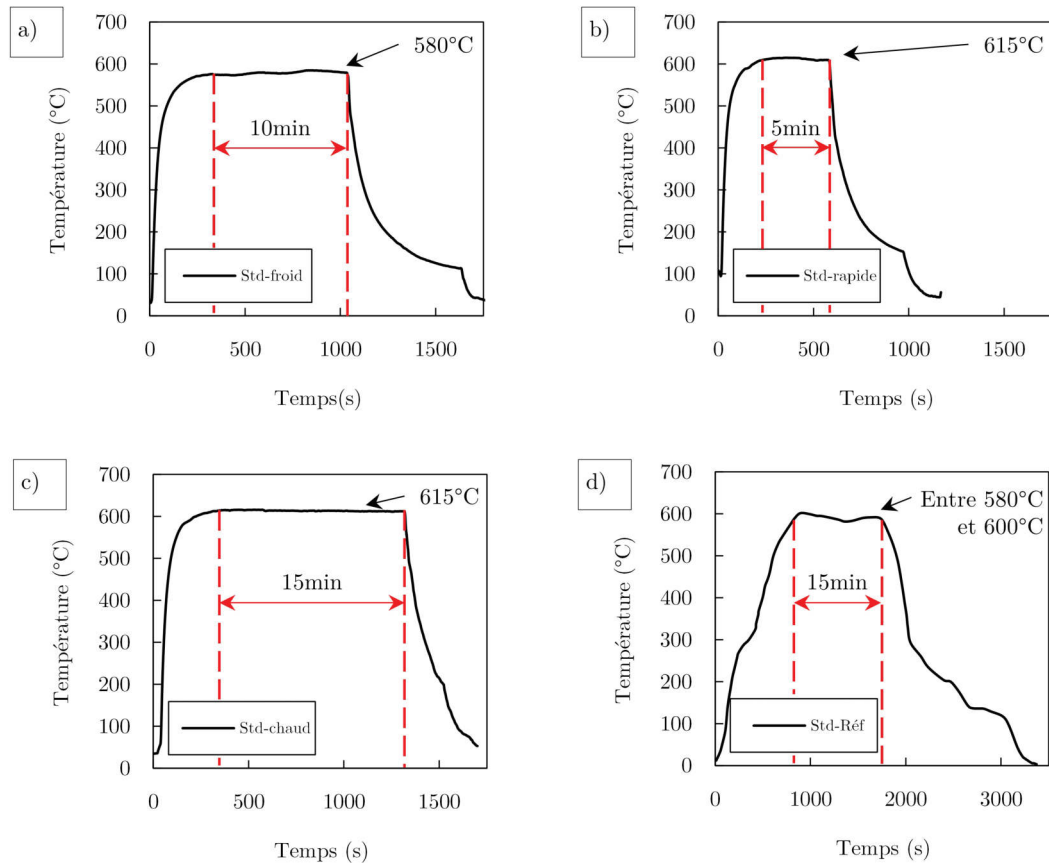 a)
700
600
500
400
300
200
100
0
Température (°C)
580°C
10min
Std-froid
0 500 1000 1500
Temps(s)
b)
700
600
500
400
300
200
100
0
Température (°C)
615°C
5min
Std-rapide
0 500 1000 1500
Temps (s)
c)
700
600
500
400
300
200
100
0
Température (°C)
615°C
15min
Std-chaud
0 500 1000 1500
Temps (s)
d)
700
600
500
400
300
200
100
0
Température (°C)
Entre 580°C
et 600°C
15min
Std-Réf
0 1000 2000 3000
Temps (s)